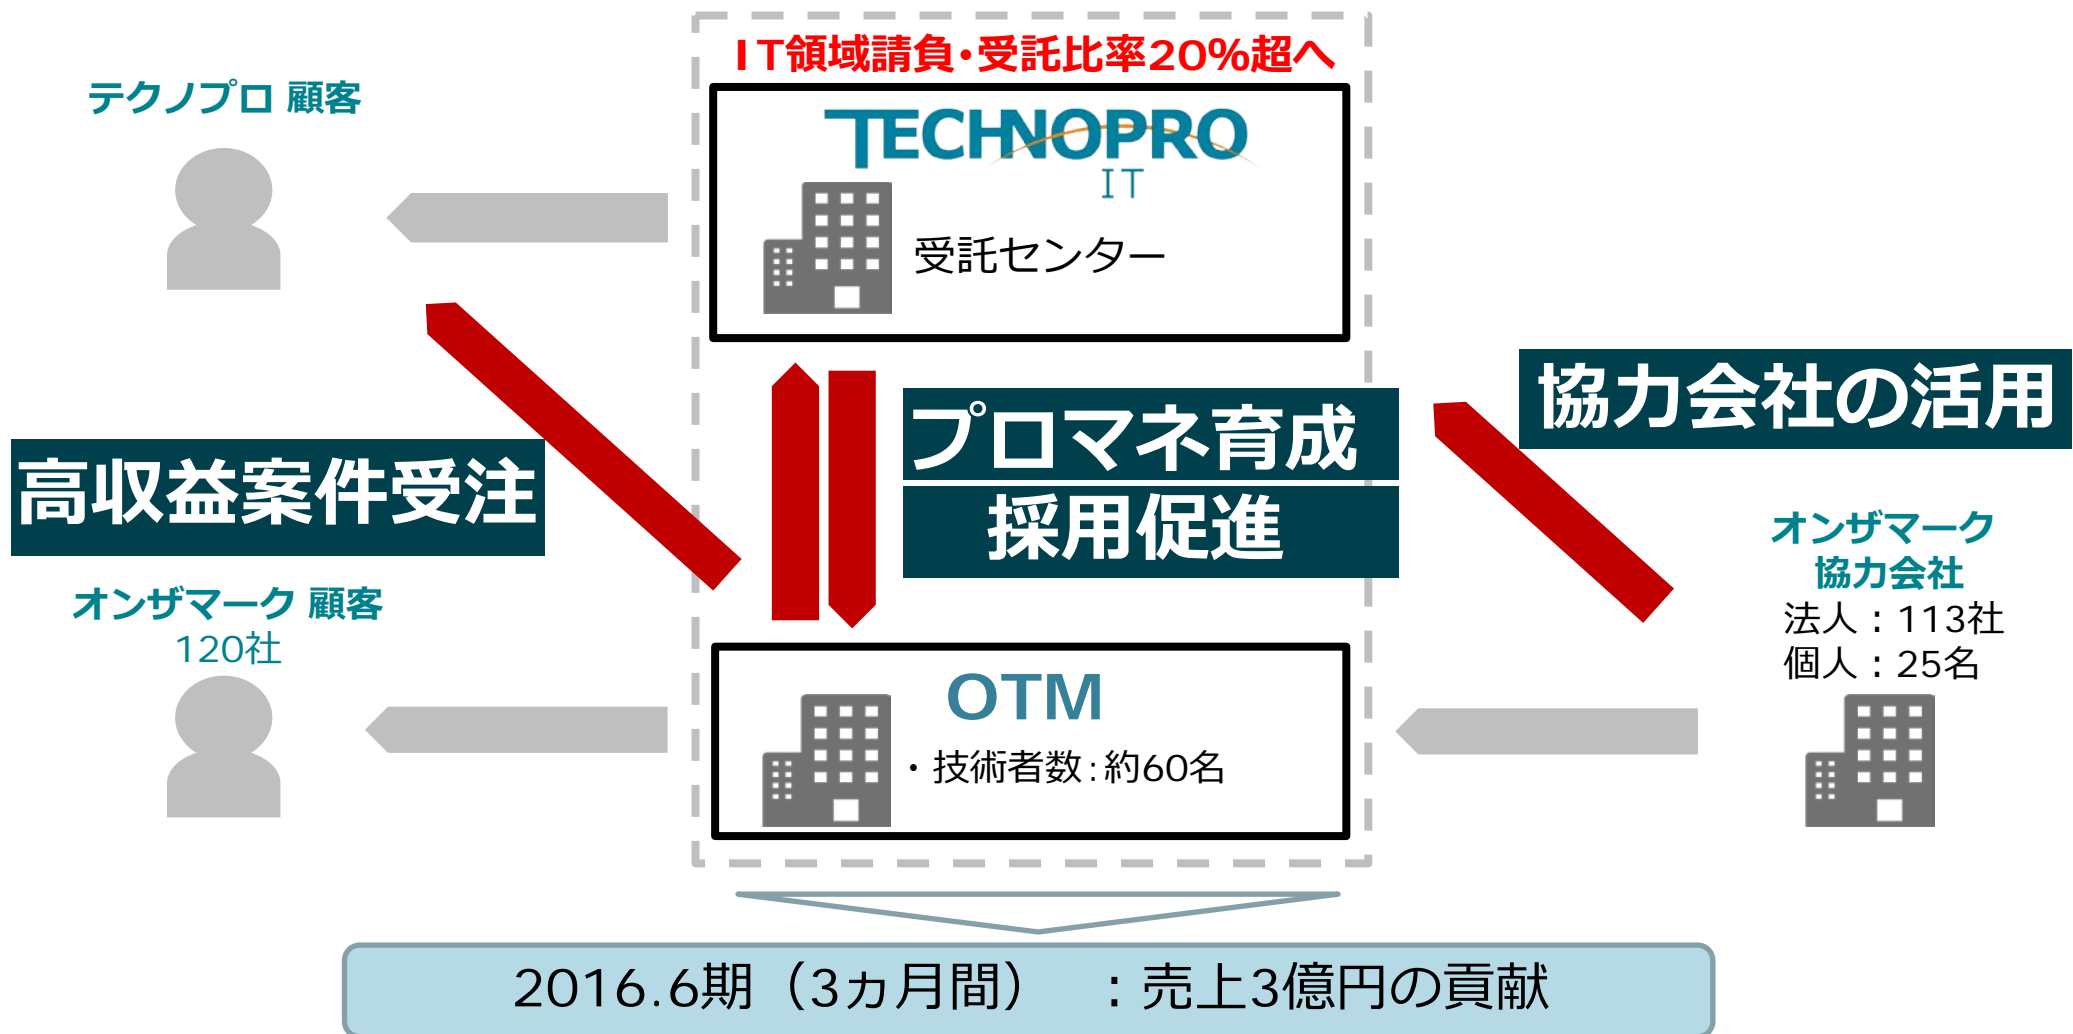 IT領域請負・受託比率20%超へ
テクノプロ 顧客
TECHNOPRO
IT
受託センター
高収益案件受注
プロマネ育成
採用促進
協力会社の活用
オンザマーク 顧客
120社
OTM
・技術者数：約60名
オンザマーク
協力会社
法人：113社
個人：25名
2016.6期（3ヵ月間）　：売上3億円の貢献